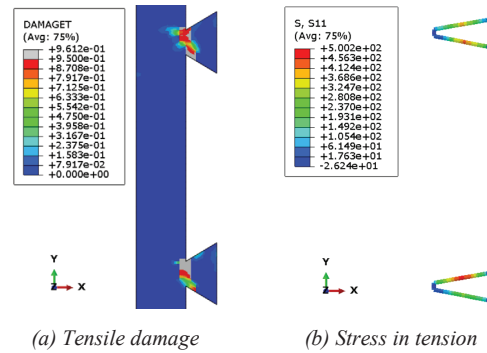 DAMAGET
(Avg: 75%)
+9.612e-01
+9.500e-01
+8.708e-01
+7.917e-01
+7.125e-01
+6.333e-01
+5.542e-01
+4.750e-01
+3.958e-01
+3.167e-01
+2.375e-01
+1.583e-01
+7.917e-02
+0.000e+00
Y
Z X
(a) Tensile damage
S, S11
(Avg: 75%)
+5.002e+02
+4.563e+02
+4.124e+02
+3.686e+02
+3.247e+02
+2.808e+02
+2.370e+02
+1.931e+02
+1.492e+02
+1.054e+02
+6.149e+01
+1.763e+01
-2.624e+01
Y
Z X
(b) Stress in tension